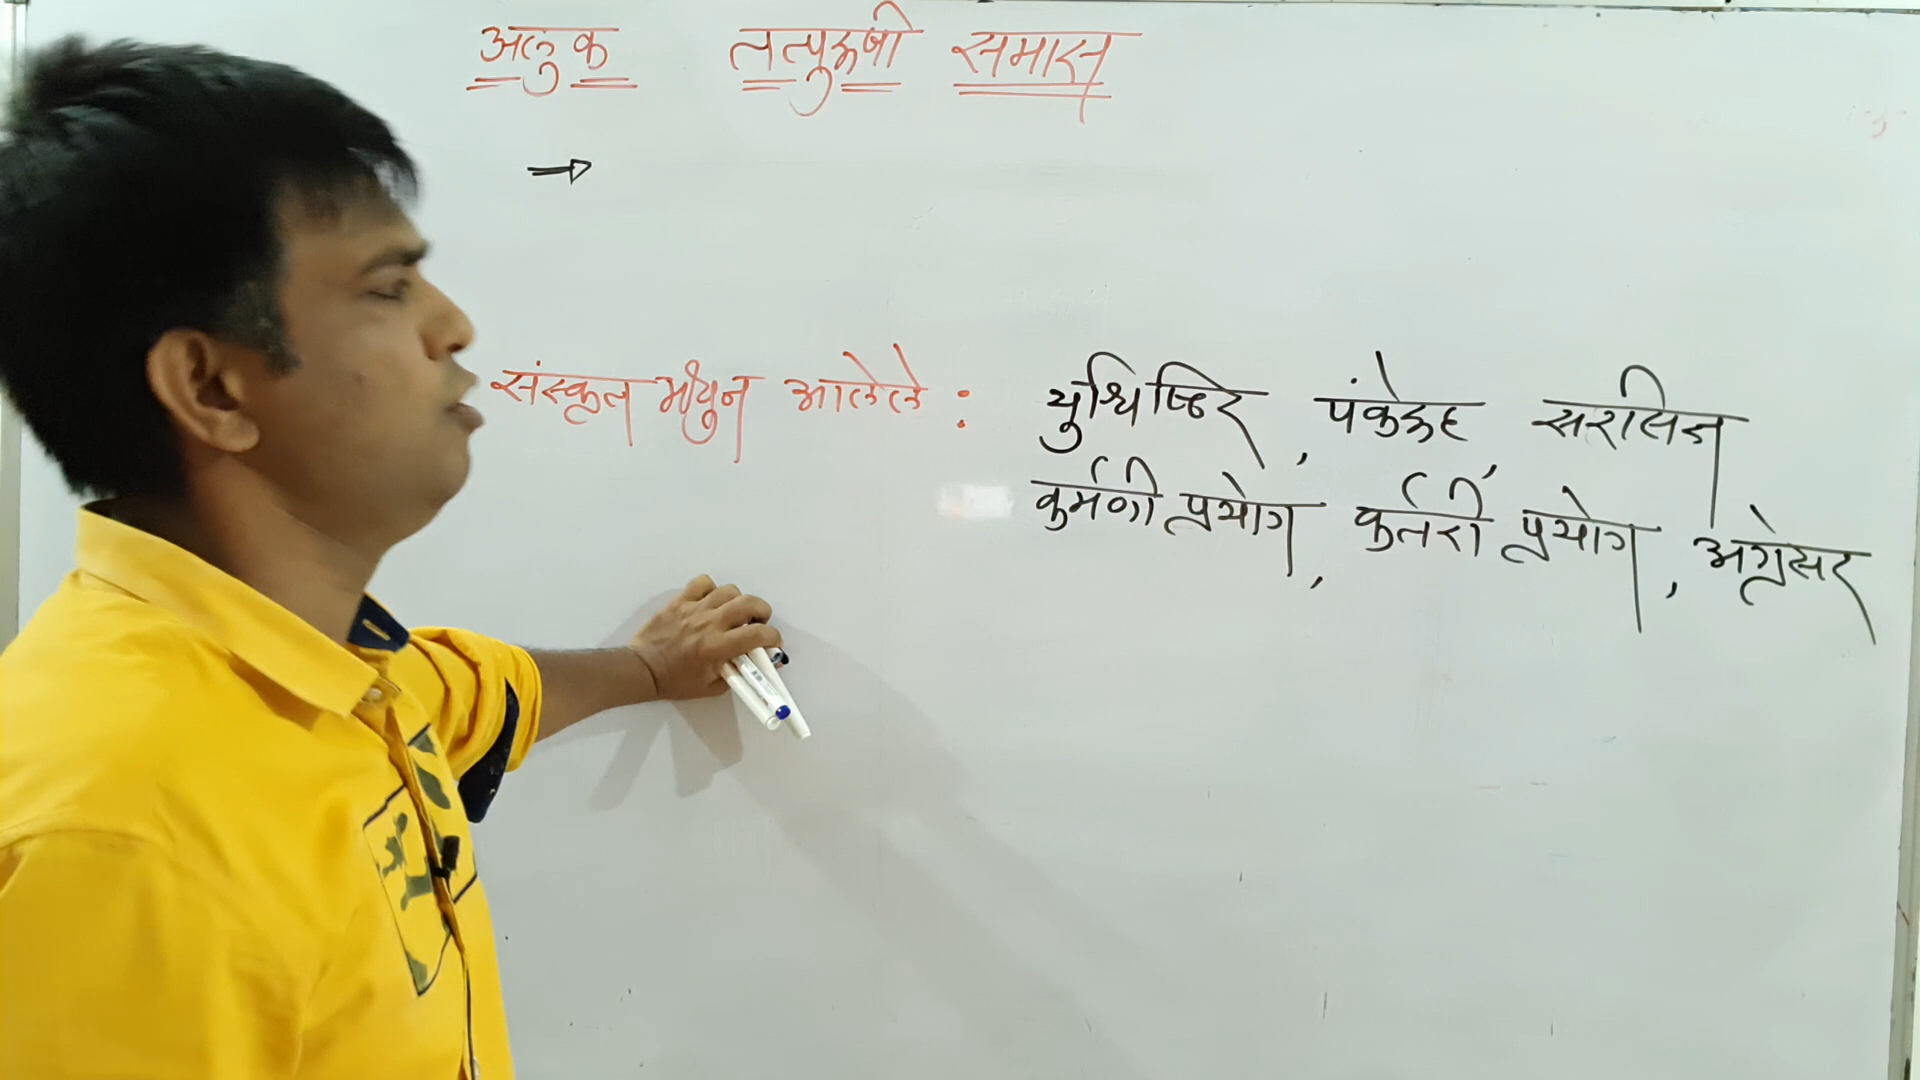 अलुक तत्पुरूषी समास
संस्कृत मधुन आलेले : युधिष्ठिर, पंकेरूह, सरसिज
कर्मणी प्रयोग, कर्तरी प्रयोग, अग्रेसर